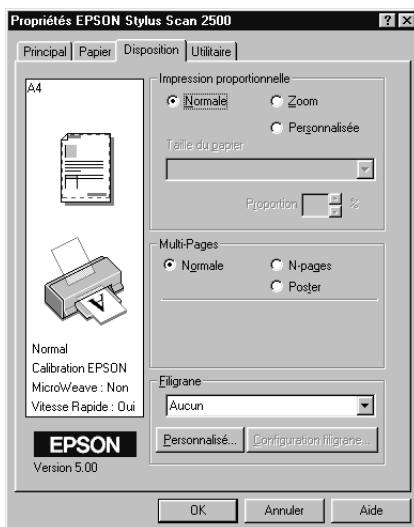 Propriétés EPSON Stylus Scan 2500
Principal Papier Disposition Utilitaire
A4
Normal
Calibration EPSON
MicroWeave : Non
Vitesse Rapide : Oui
EPSON
Version 5.00
Impression proportionnelle
Normale Zoom
Personnalisée
Taille du papier
Proportion %
Multi-Pages
Normale N-pages
Poster
Filigrane
Aucun
Personnalisé... Configuration filigrane...
OK Annuler Aide